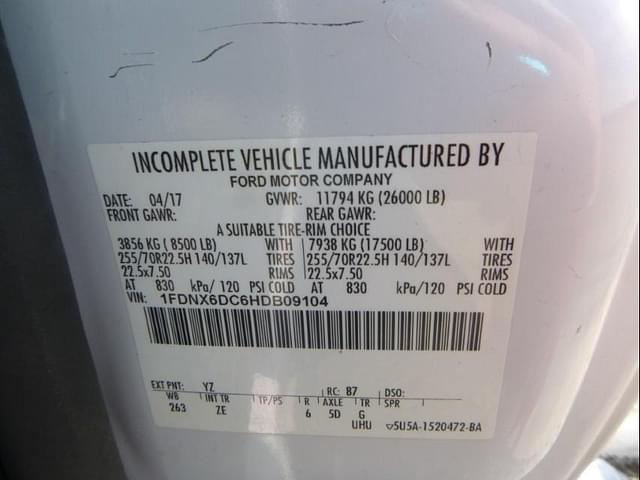 INCOMPLETE VEHICLE MANUFACTURED BY
FORD MOTOR COMPANY
DATE: 04/17 GVWR: 11794 KG (26000 LB)
FRONT GAWR: REAR GAWR:
A SUITABLE TIRE-RIM CHOICE
3856 KG ( 8500 LB) WITH 7938 KG (17500 LB) WITH
255/70R22.5H 140/137L TIRES 255/70R22.5H 140/137L TIRES
22.5x7.50 RIMS 22.5x7.50 RIMS
AT 830 kPa/ 120 PSI COLD AT 830 kPa/ 120 PSI COLD
VIN: 1FDNX6DC6HDB09104
EXT PNT: YZ RC: 87 DSO:
WB INT TR TP/PS R AXLE TR SPR
263 ZE 6 5D G
UHU 5U5A-1520472-BA